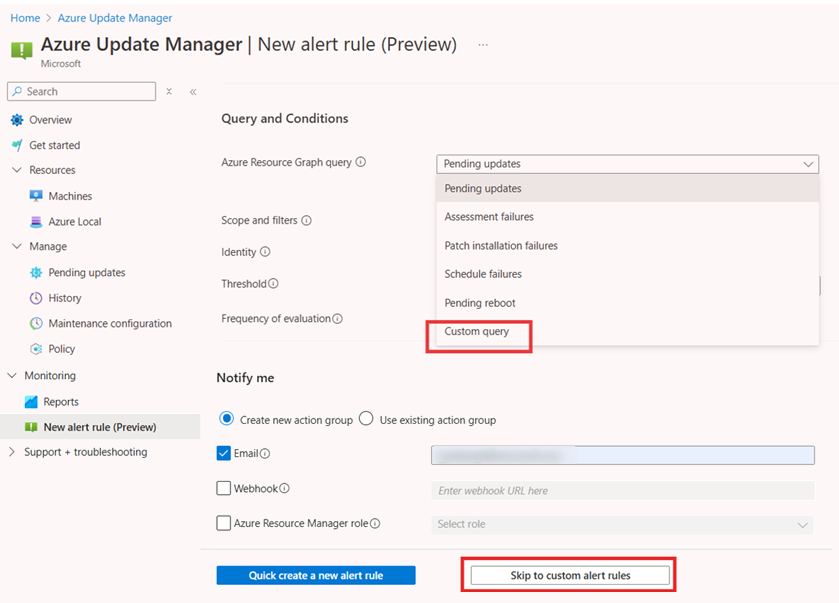 Home > Azure Update Manager
Azure Update Manager | New alert rule (Preview) ...
Microsoft
Search
Overview
Get started
Resources
Machines
Azure Local
Manage
Pending updates
History
Maintenance configuration
Policy
Monitoring
Reports
New alert rule (Preview)
Support + troubleshooting
Query and Conditions
Azure Resource Graph query
Pending updates
Pending updates
Assessment failures
Patch installation failures
Schedule failures
Pending reboot
Custom query
Scope and filters
Identity
Threshold
Frequency of evaluation
Notify me
Create new action group
Use existing action group
Email
Webhook
Enter webhook URL here
Azure Resource Manager role
Select role
Quick create a new alert rule
Skip to custom alert rules